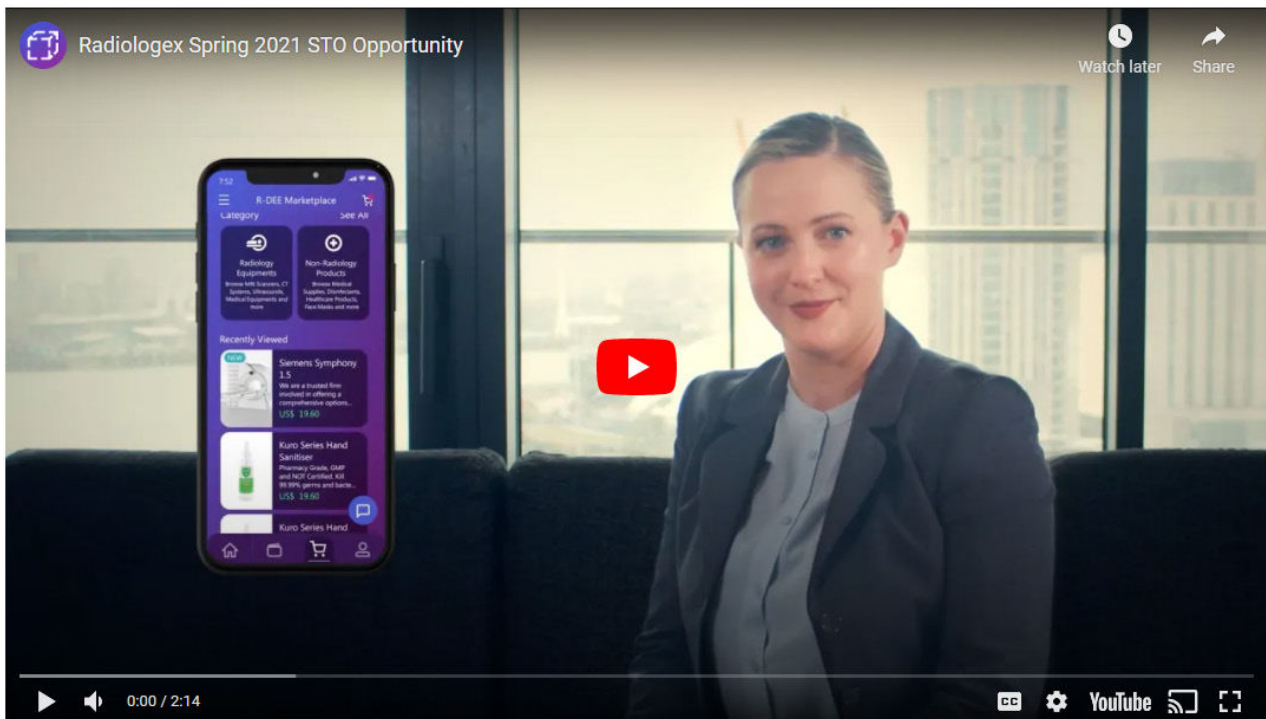 Radiologex Spring 2021 STO Opportunity
Watch later
Share
7:52
R-DEE Marketplace
Category
See All
Radiology
Equipments
Browse MRI Scanners, CT
Systems, Ultrasounds,
Medical Equipments and
more
Non-Radiology
Products
Browse Medical
Supplies, Disinfectants,
Healthcare Products,
Face Masks and more
Recently Viewed
NEW
Siemens Symphony
1.5
We are a trusted firm
involved in offering a
comprehensive options...
US$ 19.60
Kuro Series Hand
Sanitiser
Pharmacy Grade, GMP
and NOT Certified. Kill
99.99% germs and bacte...
US$ 19.60
Kuro Series Hand
0:00 / 2:14
CC
YouTube